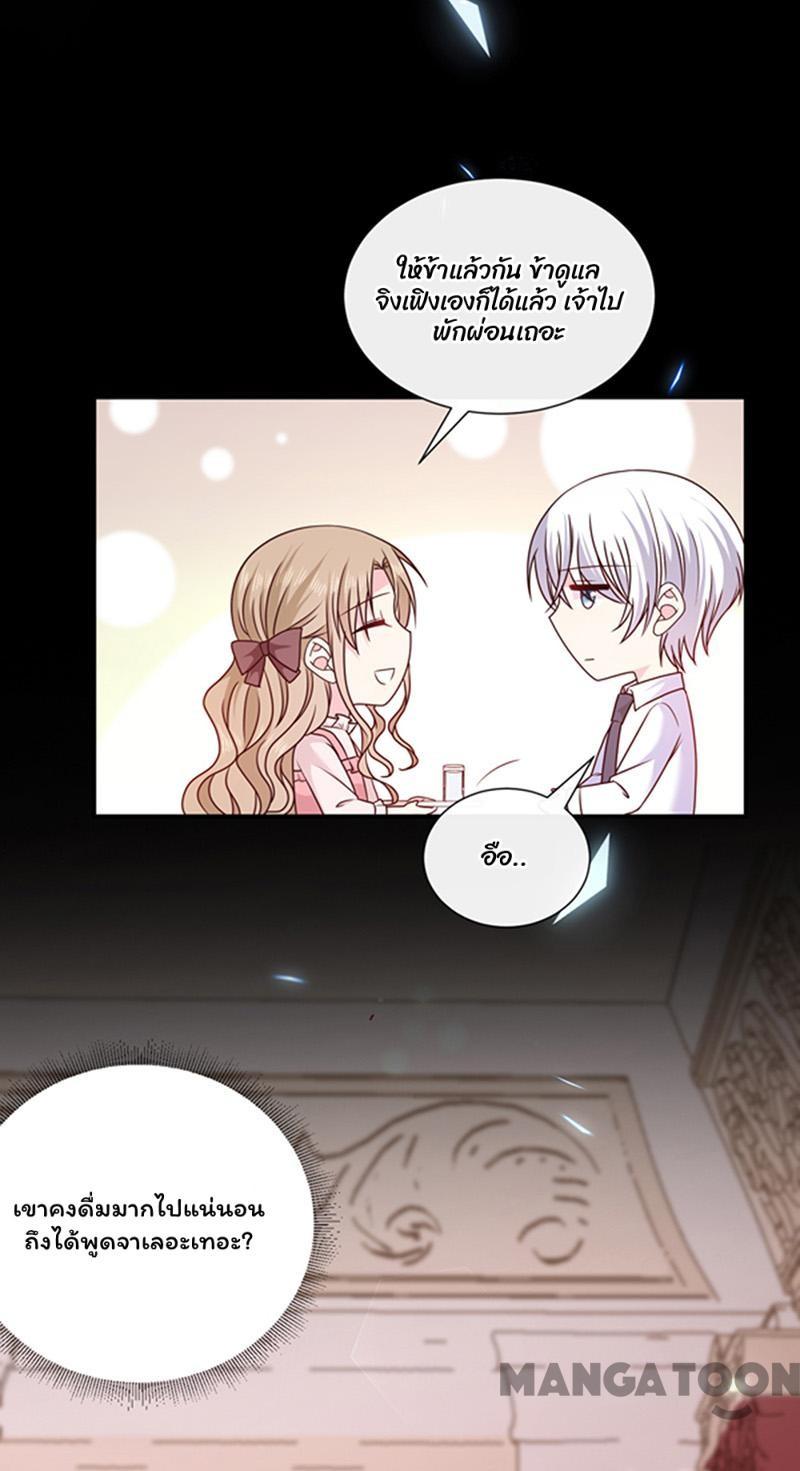 ให้ข้าแล้วกัน ข้าดูแล
จิงเฟิงเองก็ได้แล้ว เจ้าไป
พักผ่อนเถอะ
อือ..
เขาคงดื่มมากไปแน่นอน
ถึงได้พูดจาเลอะเทอะ?
MANGATOON